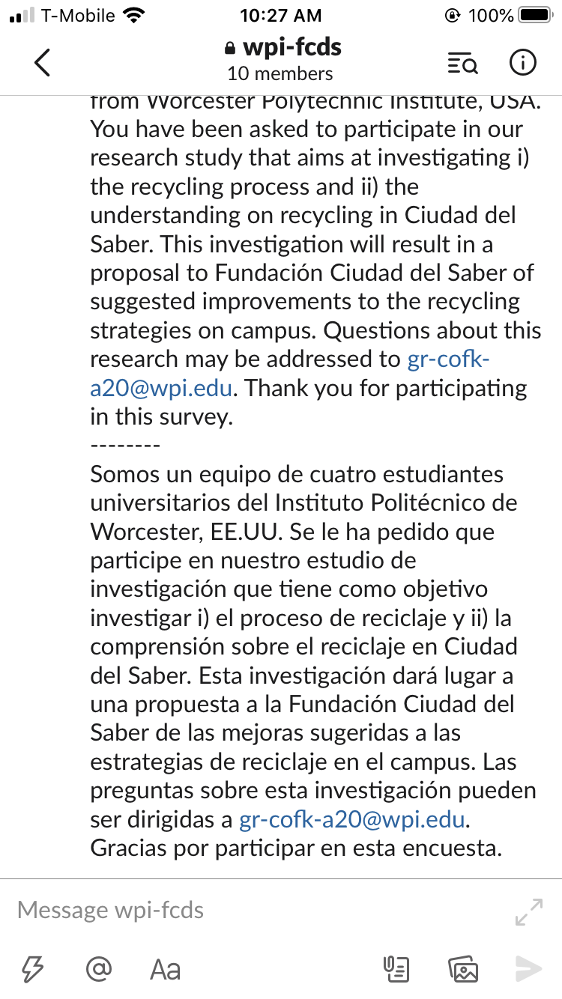 T-Mobile 10:27 AM 100%
wpi-fcds
10 members
from Worcester Polytechnic Institute, USA.
You have been asked to participate in our
research study that aims at investigating i)
the recycling process and ii) the
understanding on recycling in Ciudad del
Saber. This investigation will result in a
proposal to Fundación Ciudad del Saber of
suggested improvements to the recycling
strategies on campus. Questions about this
research may be addressed to gr-cofk-
a20@wpi.edu. Thank you for participating
in this survey.
--------
Somos un equipo de cuatro estudiantes
universitarios del Instituto Politécnico de
Worcester, EE.UU. Se le ha pedido que
participe en nuestro estudio de
investigación que tiene como objetivo
investigar i) el proceso de reciclaje y ii) la
comprensión sobre el reciclaje en Ciudad
del Saber. Esta investigación dará lugar a
una propuesta a la Fundación Ciudad del
Saber de las mejoras sugeridas a las
estrategias de reciclaje en el campus. Las
preguntas sobre esta investigación pueden
ser dirigidas a gr-cofk-a20@wpi.edu.
Gracias por participar en esta encuesta.
Message wpi-fcds
@ Aa